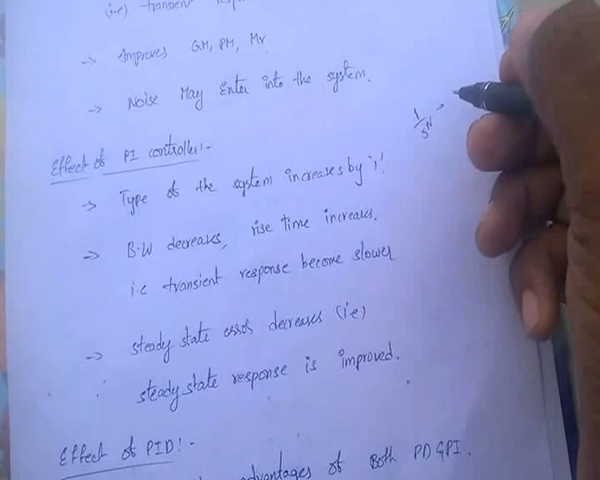 (i.e) transient
-> Improves GM, PM, Mr
-> Noise May Enter into the system.
1/s^N ->
Effect of PI controller:-
-> Type of the system increases by '1'
-> B.W decreases, rise time increases.
i.e transient response become slower
-> steady state error decreases (i.e)
steady state response is improved.
Effect of PID:-
advantages of Both PD & PI.